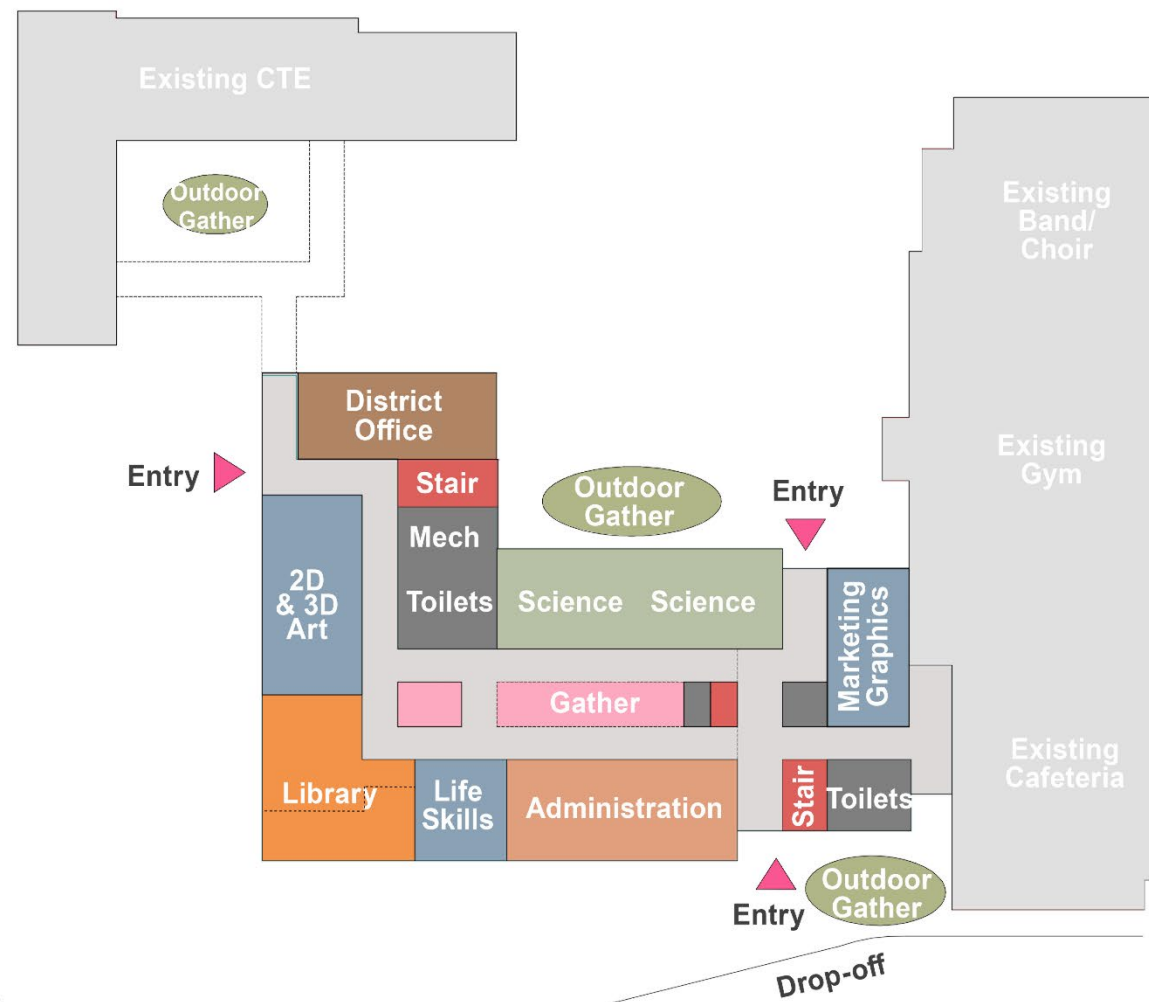 Existing CTE
Outdoor
Gather
Existing
Band/
Choir
District
Office
Entry
Stair
Outdoor
Gather
Entry
Existing
Gym
Mech
Toilets
2D
& 3D
Art
Science
Science
Marketing
Graphics
Gather
Library
Life
Skills
Administration
Stair
Toilets
Existing
Cafeteria
Entry
Outdoor
Gather
Drop-off